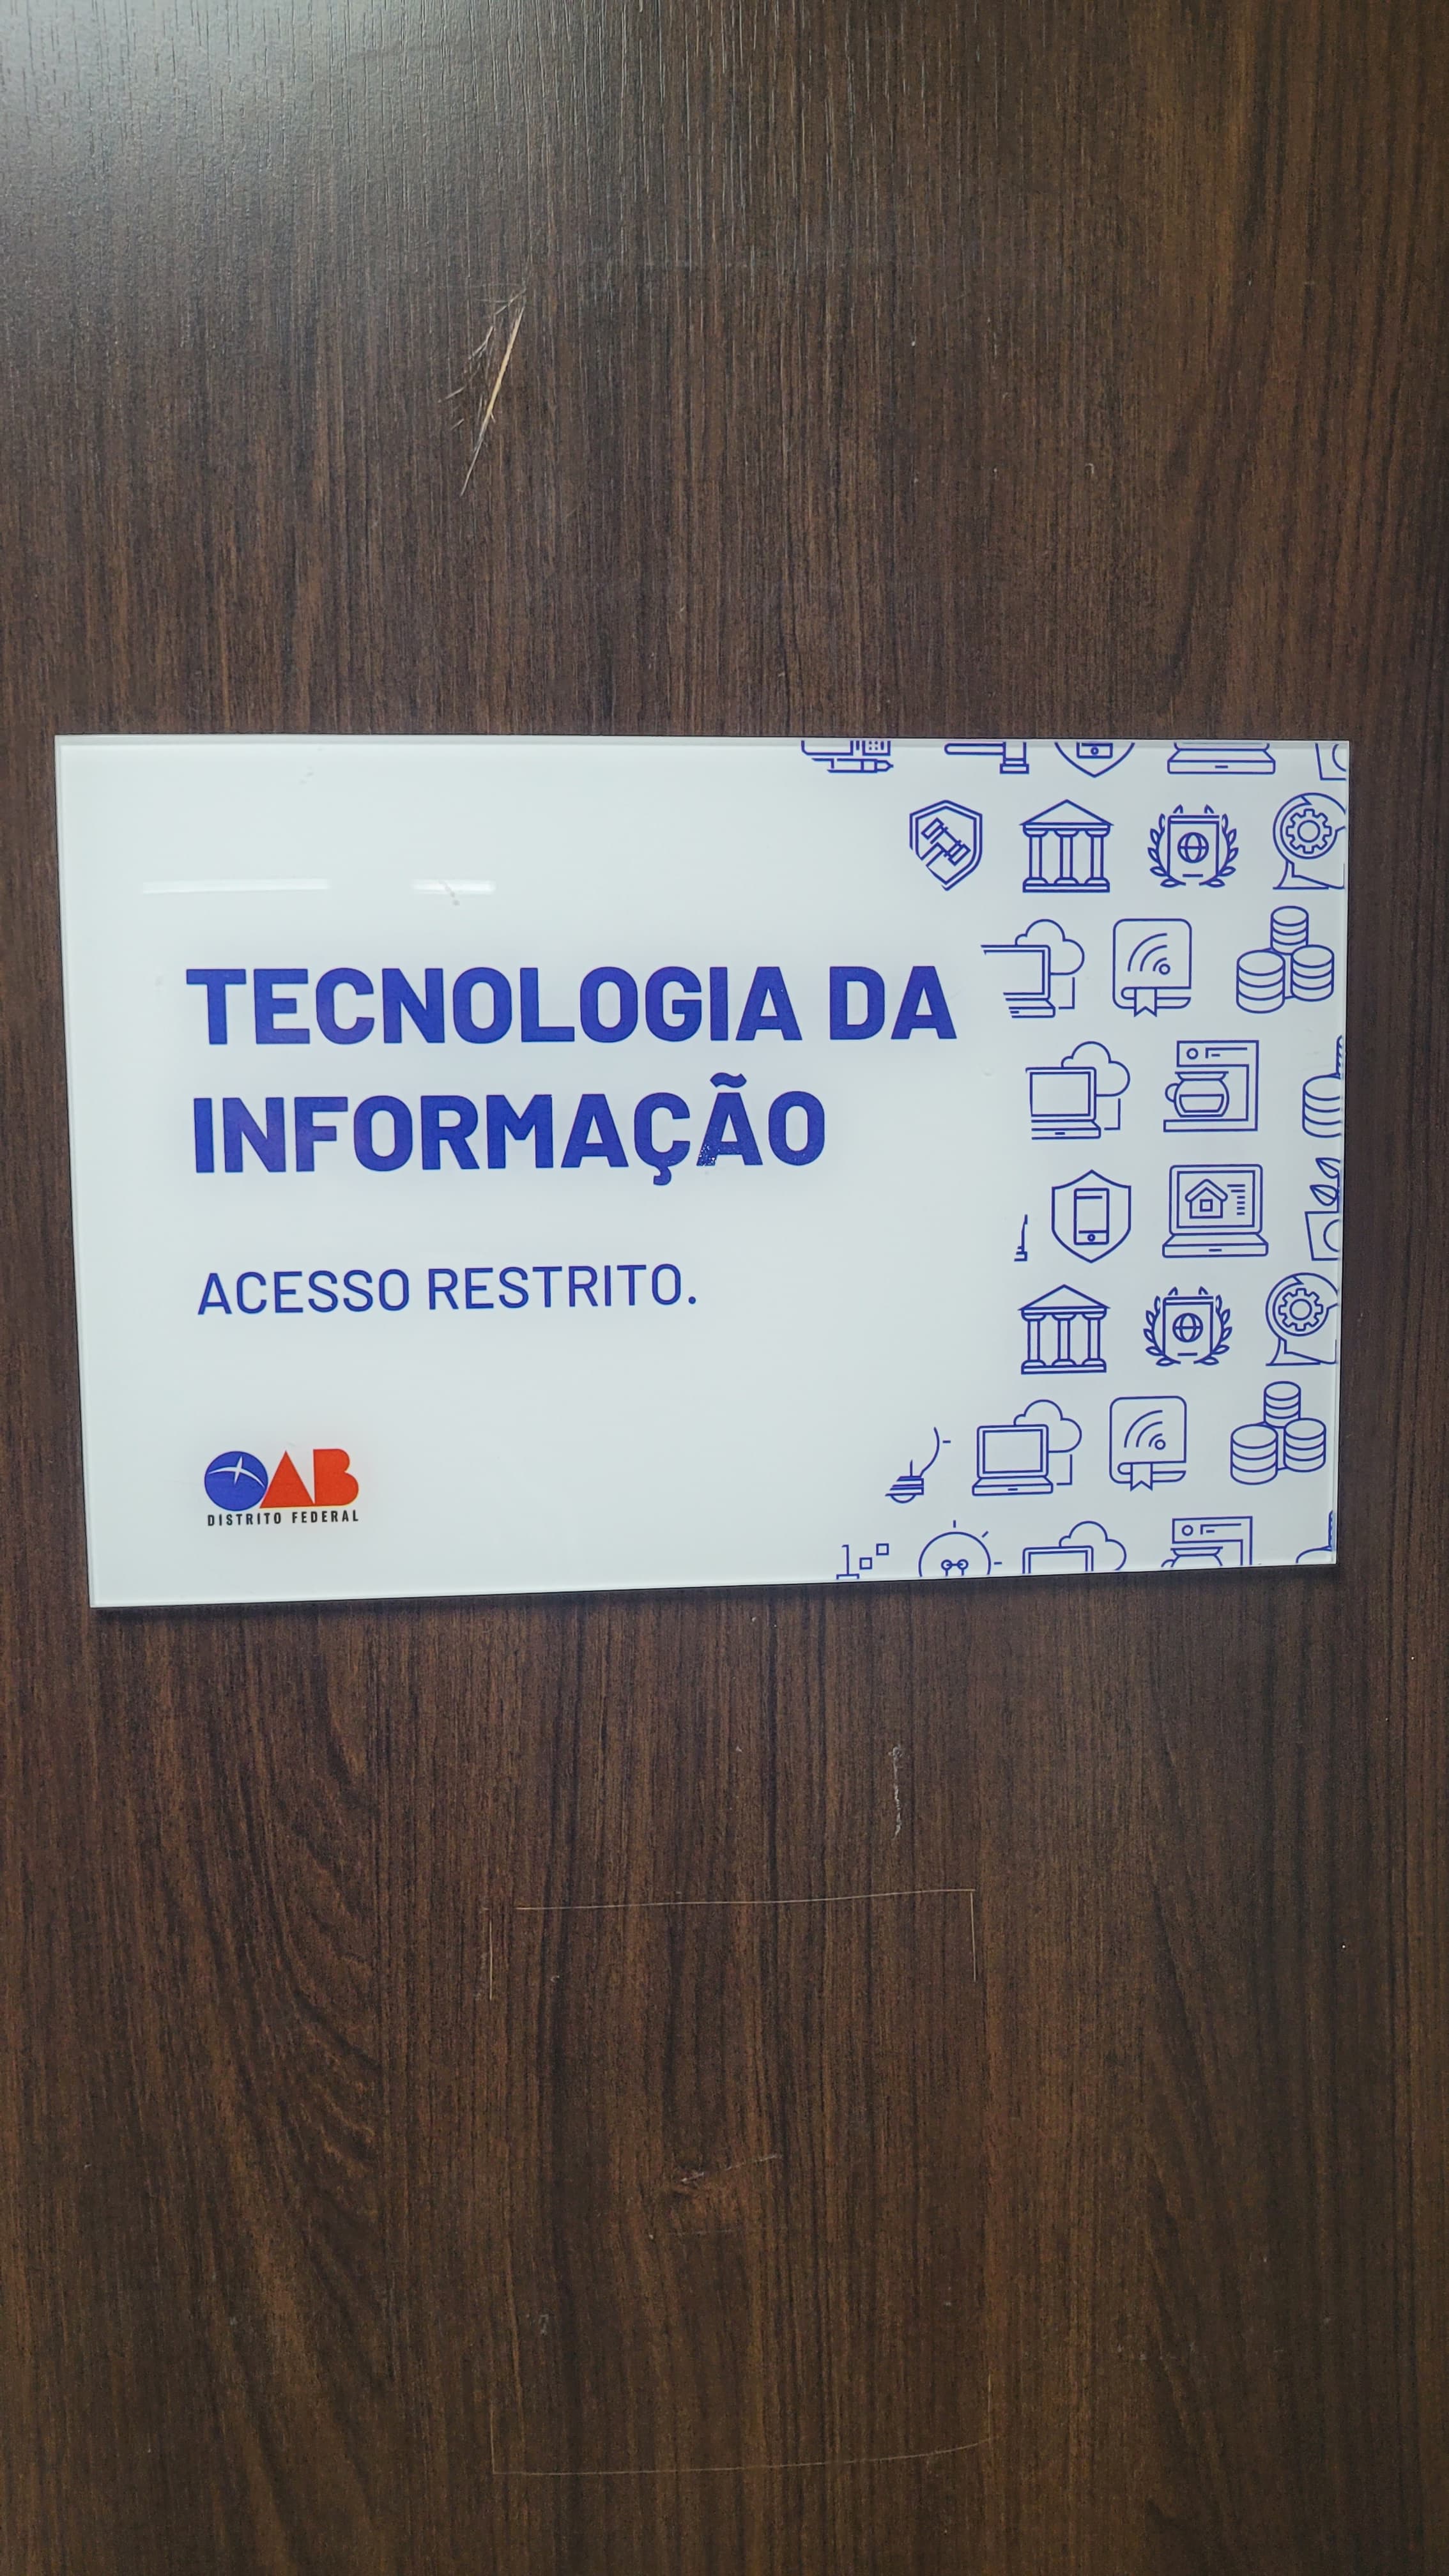 TECNOLOGIA DA
INFORMAÇÃO
ACESSO RESTRITO.
OAB
DISTRITO FEDERAL